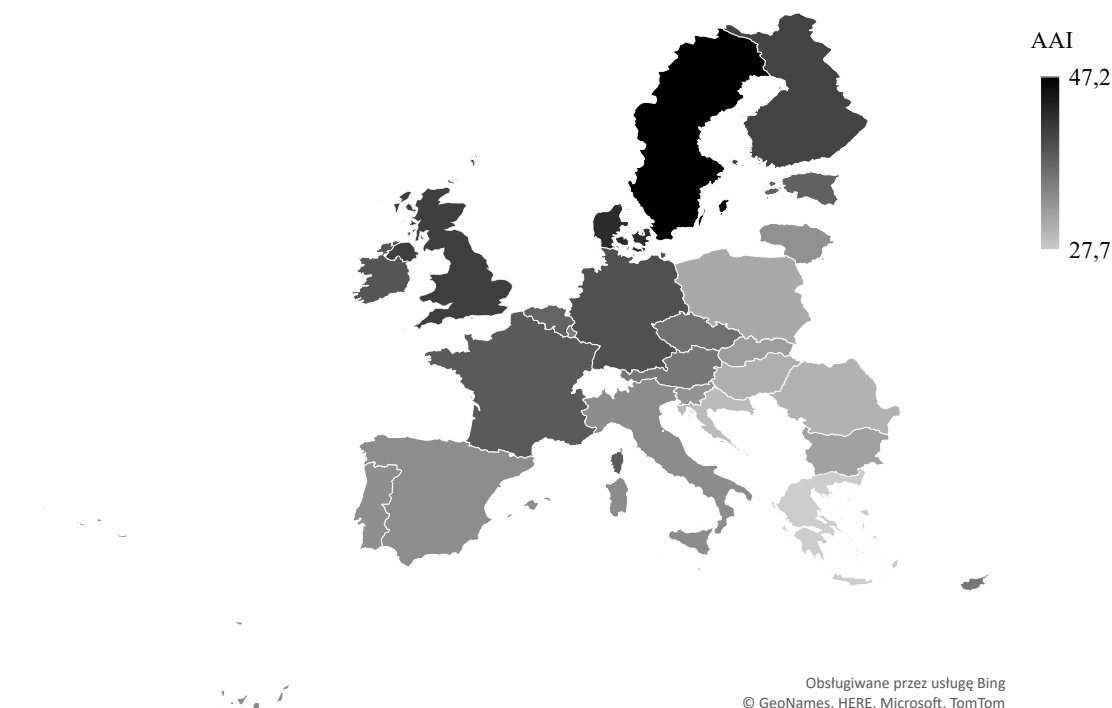 AAI
47,2
27,7
Obsługiwane przez usługę Bing
© GeoNames, HERE, Microsoft, TomTom